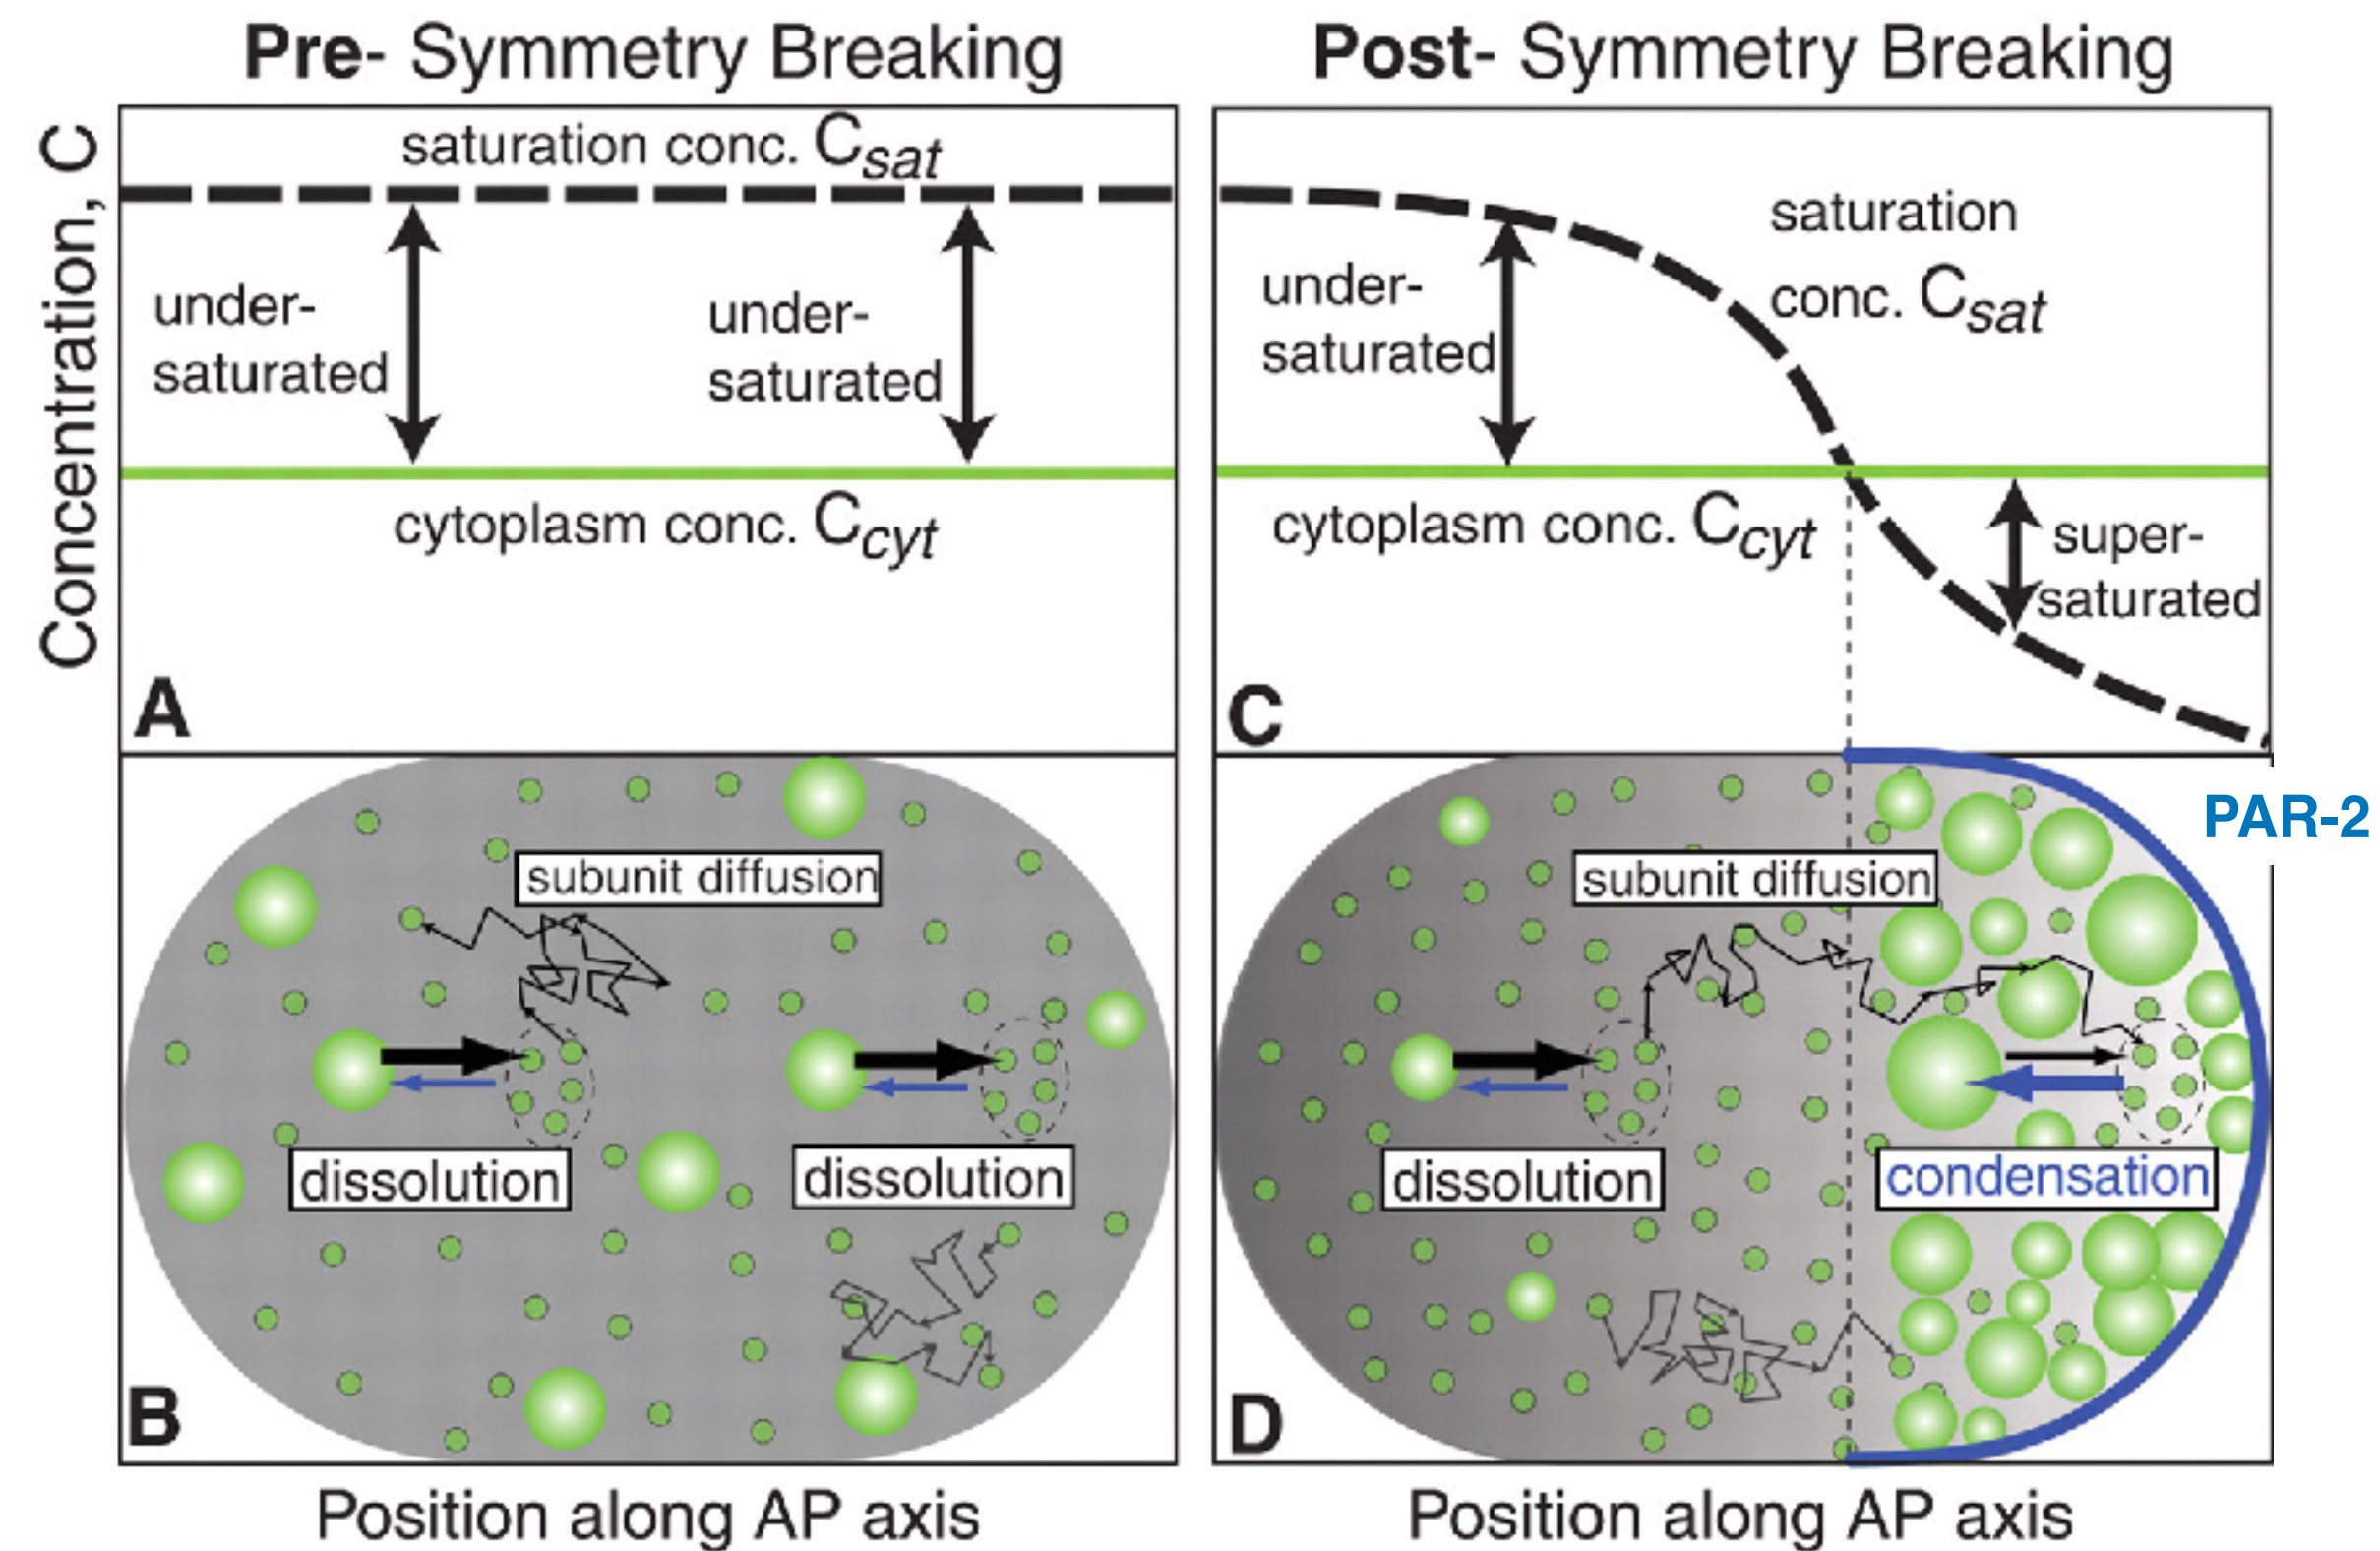 Pre- Symmetry Breaking
Post- Symmetry Breaking
Concentration, C
saturation conc. Csat
under-
saturated
under-
saturated
cytoplasm conc. Ccyt
A
saturation
conc. Csat
under-
saturated
cytoplasm conc. Ccyt
super-
saturated
C
subunit diffusion
dissolution
dissolution
B
PAR-2
subunit diffusion
dissolution
condensation
D
Position along AP axis
Position along AP axis